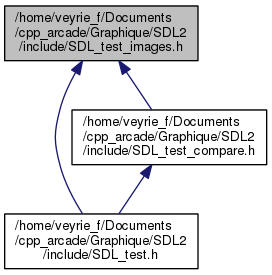 /home/veyrie_f/Documents
/cpp_arcade/Graphique/SDL2
/include/SDL_test_images.h
/home/veyrie_f/Documents
/cpp_arcade/Graphique/SDL2
/include/SDL_test_compare.h
/home/veyrie_f/Documents
/cpp_arcade/Graphique/SDL2
/include/SDL_test.h